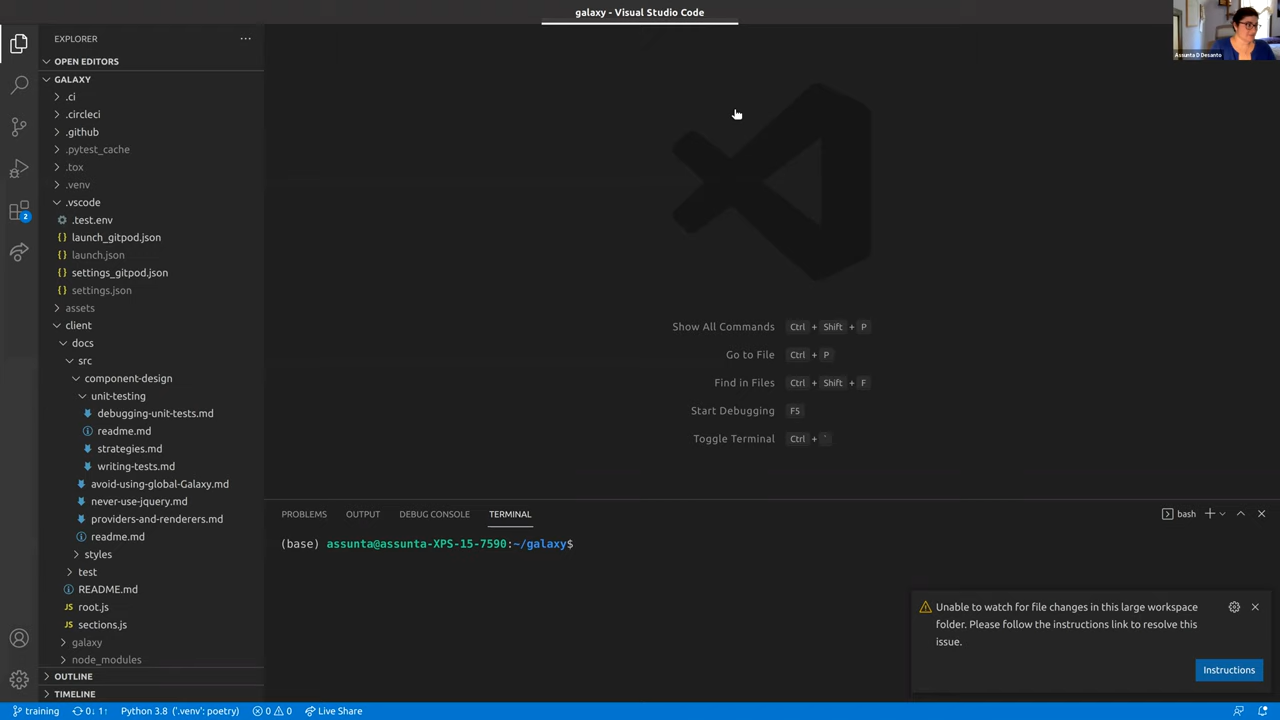 galaxy - Visual Studio Code
Assunta D Desanto
EXPLORER
OPEN EDITORS
GALAXY
.ci
.circleci
.github
.pytest_cache
.tox
.venv
.vscode
.test.env
launch_gitpod.json
launch.json
settings_gitpod.json
settings.json
assets
client
docs
src
component-design
unit-testing
debugging-unit-tests.md
readme.md
strategies.md
writing-tests.md
avoid-using-global-Galaxy.md
never-use-jquery.md
providers-and-renderers.md
readme.md
styles
test
README.md
root.js
sections.js
galaxy
node_modules
OUTLINE
TIMELINE
2
Show All Commands Ctrl + Shift + P
Go to File Ctrl + P
Find in Files Ctrl + Shift + F
Start Debugging F5
Toggle Terminal Ctrl + `
PROBLEMS OUTPUT DEBUG CONSOLE TERMINAL
bash
(base) assunta@assunta-XPS-15-7590:~/galaxy$
Unable to watch for file changes in this large workspace
folder. Please follow the instructions link to resolve this
issue.
Instructions
training 0↓ 1↑ Python 3.8 ('.venv': poetry) 0 0 Live Share